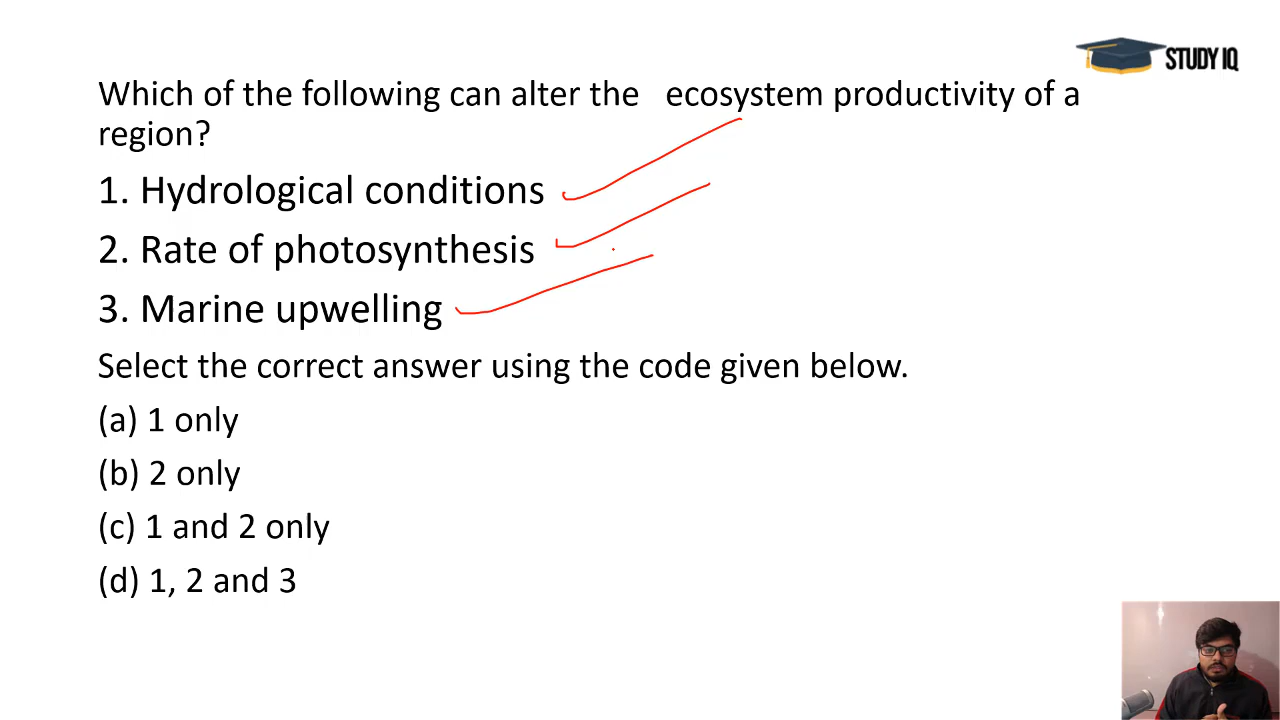 STUDY IQ
Which of the following can alter the ecosystem productivity of a
region?
1. Hydrological conditions
2. Rate of photosynthesis
3. Marine upwelling
Select the correct answer using the code given below.
(a) 1 only
(b) 2 only
(c) 1 and 2 only
(d) 1, 2 and 3